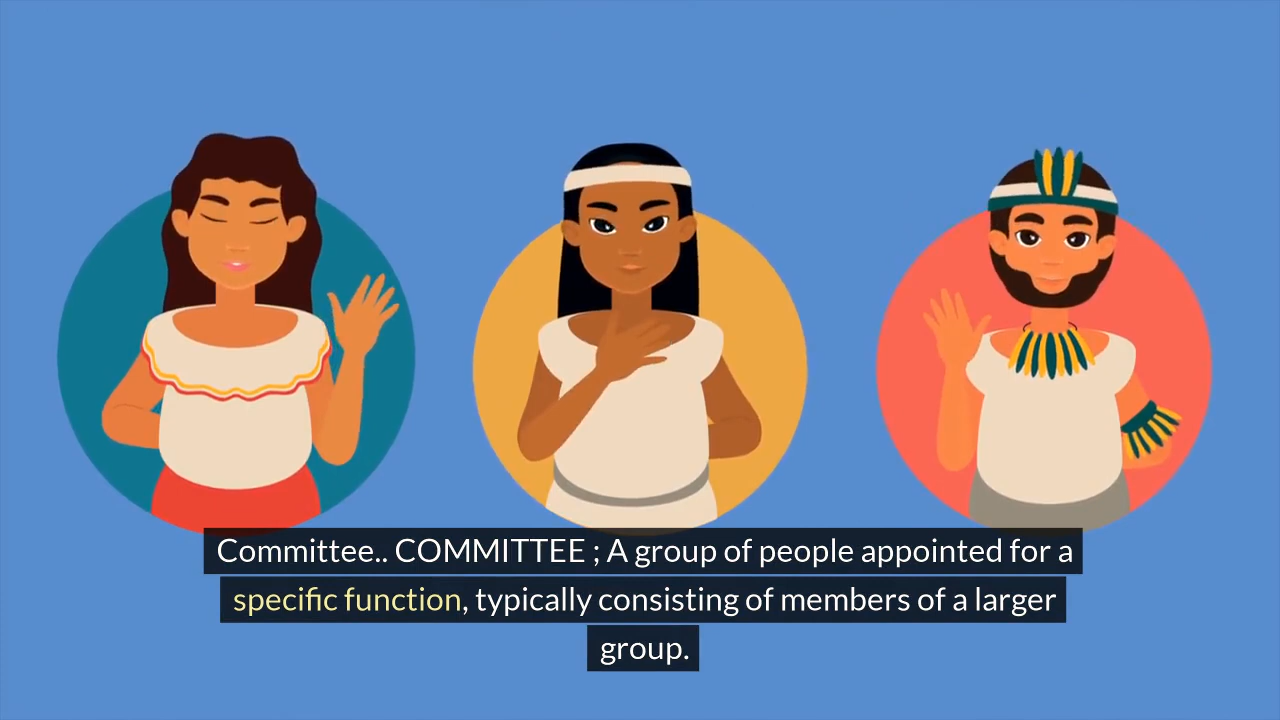 Committee.. COMMITTEE ; A group of people appointed for a
specific function, typically consisting of members of a larger
group.